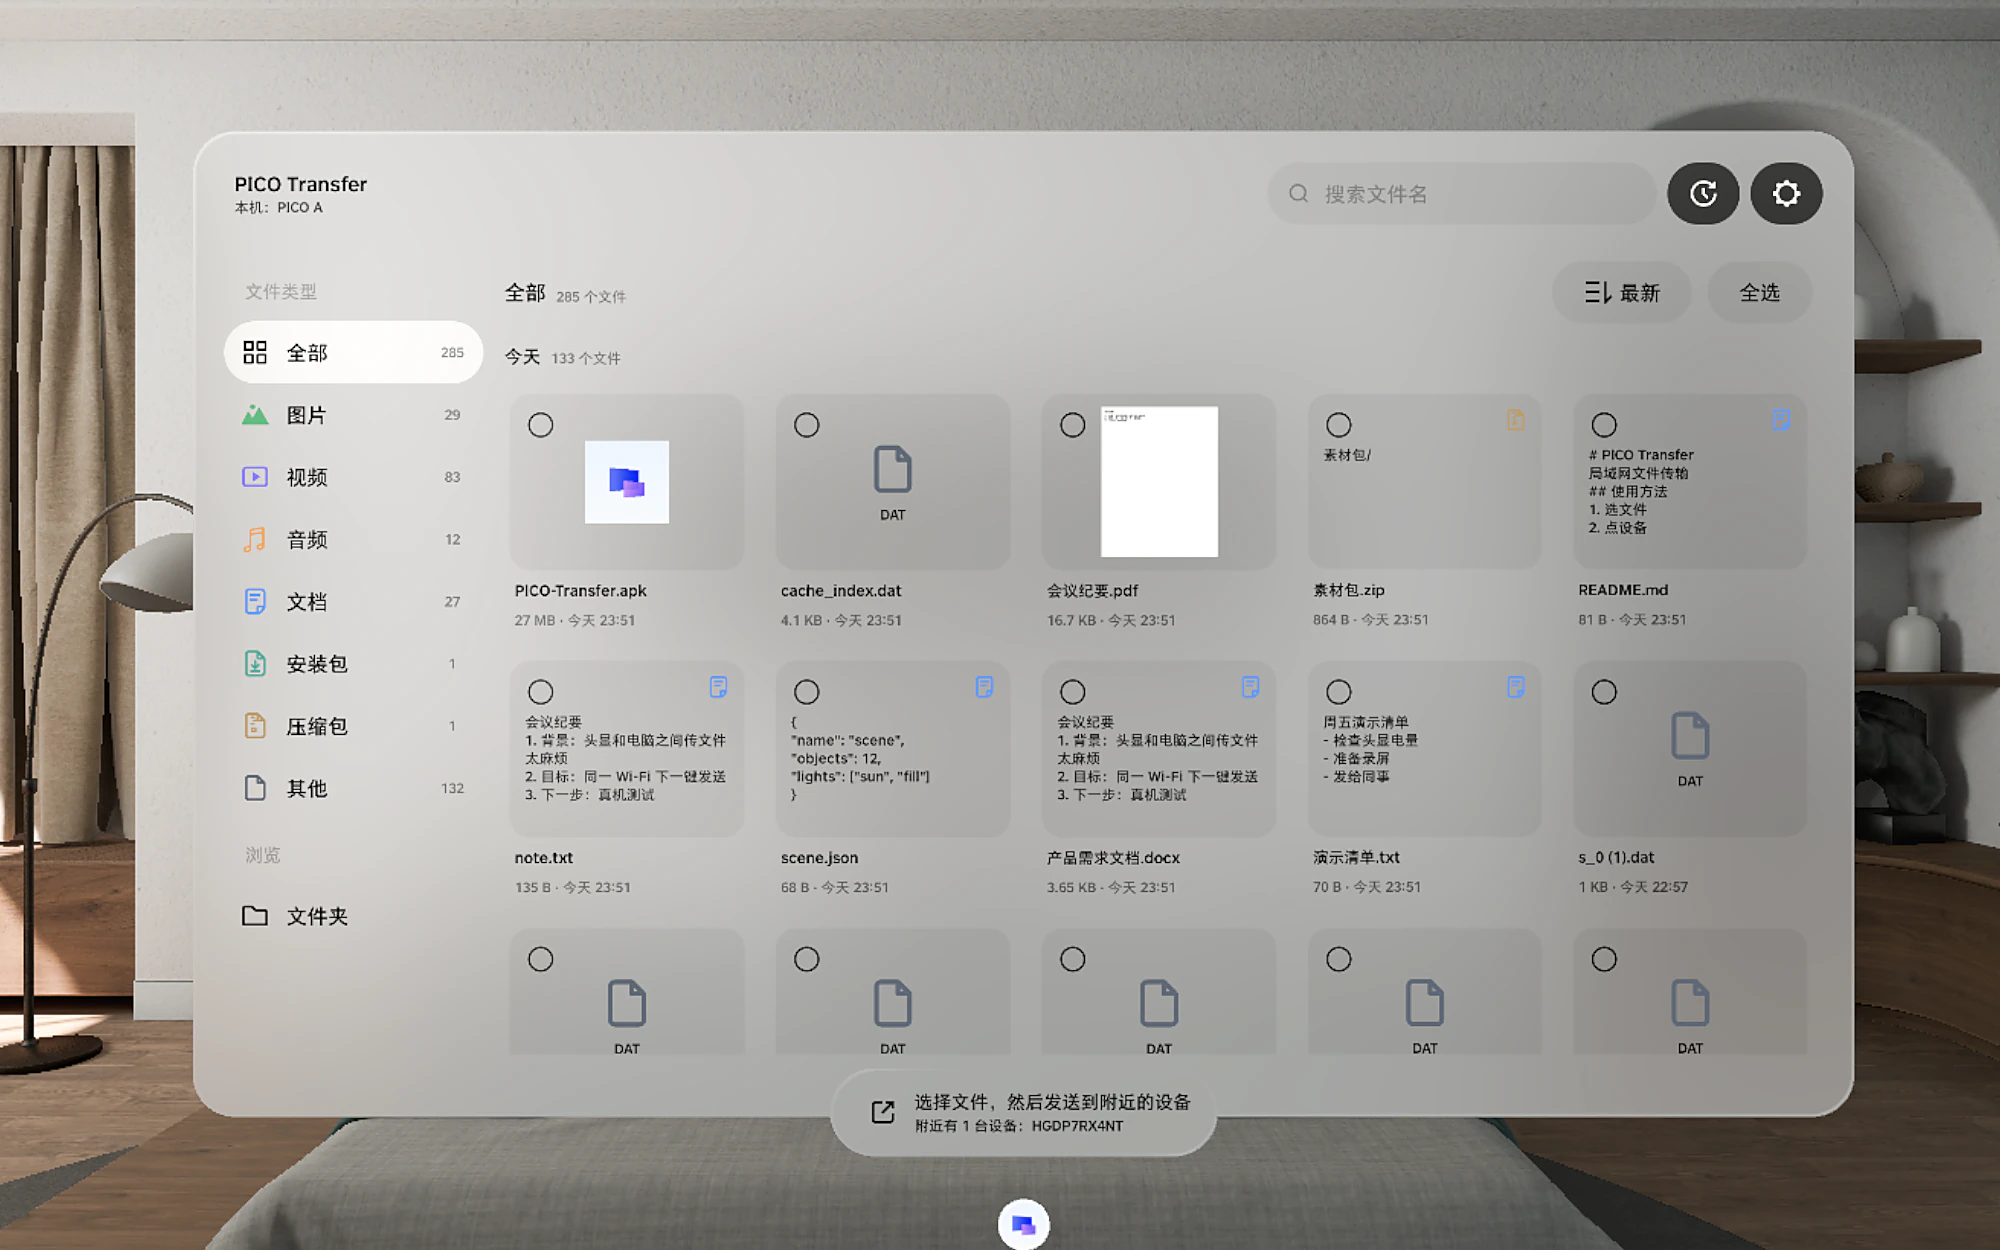 PICO Transfer
本机：PICO A
搜索文件名
文件类型
全部 285
图片 29
视频 83
音频 12
文档 27
安装包 1
压缩包 1
其他 132
浏览
文件夹
全部 285 个文件
最新
全选
今天 133 个文件
PICO-Transfer.apk
27 MB · 今天 23:51
DAT
cache_index.dat
4.1 KB · 今天 23:51
会议纪要.pdf
16.7 KB · 今天 23:51
素材包/
素材包.zip
864 B · 今天 23:51
# PICO Transfer
局域网文件传输
## 使用方法
1. 选文件
2. 点设备
README.md
81 B · 今天 23:51
会议纪要
1. 背景：头显和电脑之间传文件
太麻烦
2. 目标：同一 Wi-Fi 下一键发送
3. 下一步：真机测试
note.txt
135 B · 今天 23:51
{
"name": "scene",
"objects": 12,
"lights": ["sun", "fill"]
}
scene.json
68 B · 今天 23:51
会议纪要
1. 背景：头显和电脑之间传文件
太麻烦
2. 目标：同一 Wi-Fi 下一键发送
3. 下一步：真机测试
产品需求文档.docx
3.65 KB · 今天 23:51
周五演示清单
- 检查头显电量
- 准备录屏
- 发给同事
演示清单.txt
70 B · 今天 23:51
DAT
s_0 (1).dat
1 KB · 今天 22:57
DAT
DAT
DAT
DAT
DAT
选择文件，然后发送到附近的设备
附近有 1 台设备：HGDP7RX4NT